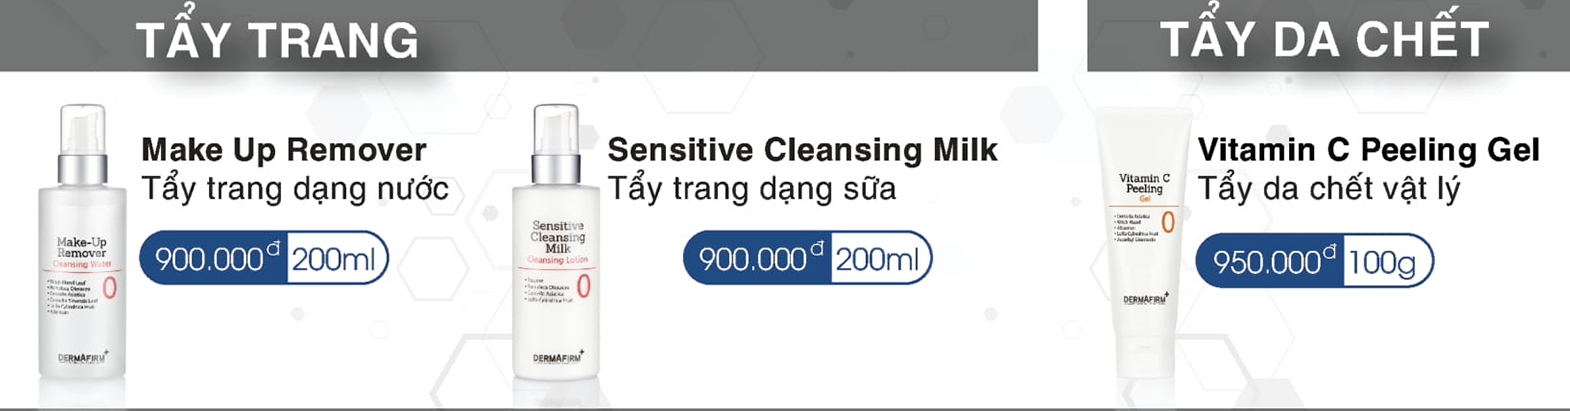 TẨY TRANG
TẨY DA CHẾT
Make Up Remover
Tẩy trang dạng nước
900.000đ 200ml
Make-Up
Remover
Cleansing Water
0
DERMAFIRM+
Sensitive Cleansing Milk
Tẩy trang dạng sữa
900.000đ 200ml
Sensitive
Cleansing
Milk
Cleansing Lotion
0
DERMAFIRM+
Vitamin C Peeling Gel
Tẩy da chết vật lý
950.000đ 100g
Vitamin C
Peeling
Gel
0
DERMAFIRM+